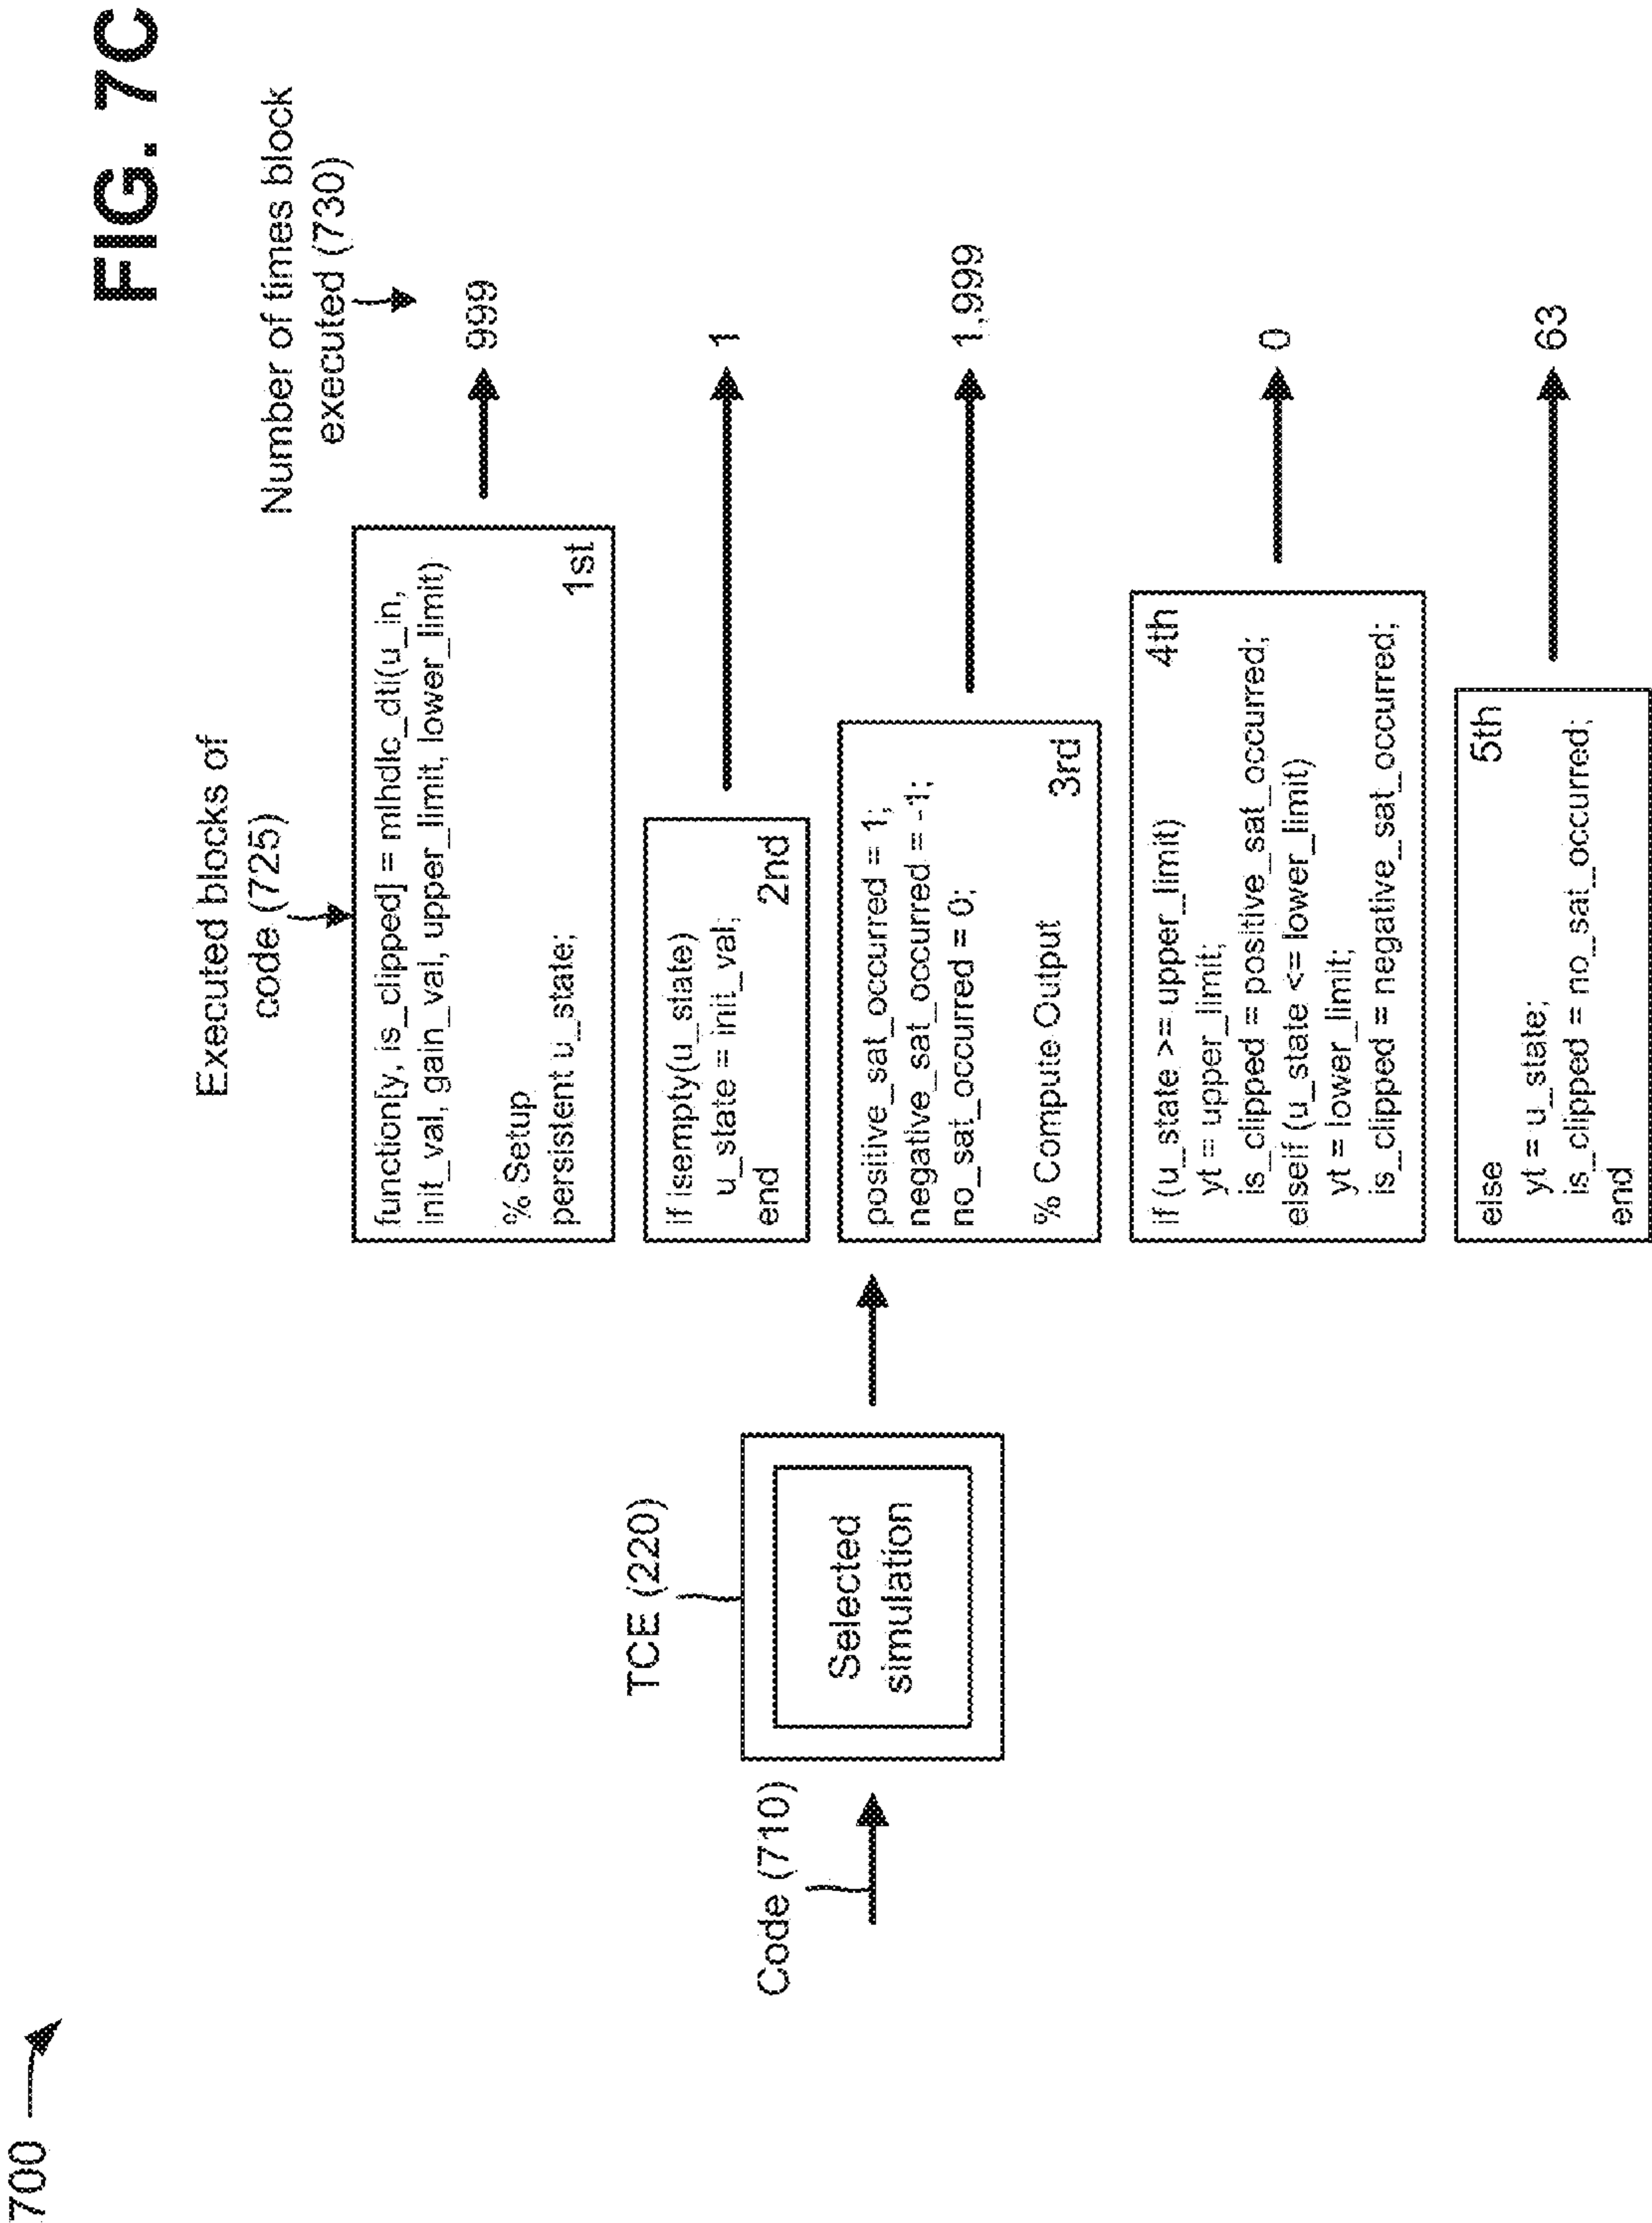 700
FIG. 7C
Executed blocks of
code (725)
Number of times block
executed (730)
Code (710)
TCE (220)
Selected
simulation
function[y, is_clipped] = mlhdlc_dti(u_in,
init_val, gain_val, upper_limit, lower_limit)
% Setup
persistent u_state;
1st
999
if isempty(u_state)
u_state = init_val;
end
2nd
1
positive_sat_occurred = 1;
negative_sat_occurred = -1;
no_sat_occurred = 0;
% Compute Output
3rd
1,999
if (u_state >= upper_limit)
4th
yt = upper_limit;
is_clipped = positive_sat_occurred;
elseif (u_state <= lower_limit)
yt = lower_limit;
is_clipped = negative_sat_occurred;
0
else
5th
yt = u_state;
is_clipped = no_sat_occurred;
end
63